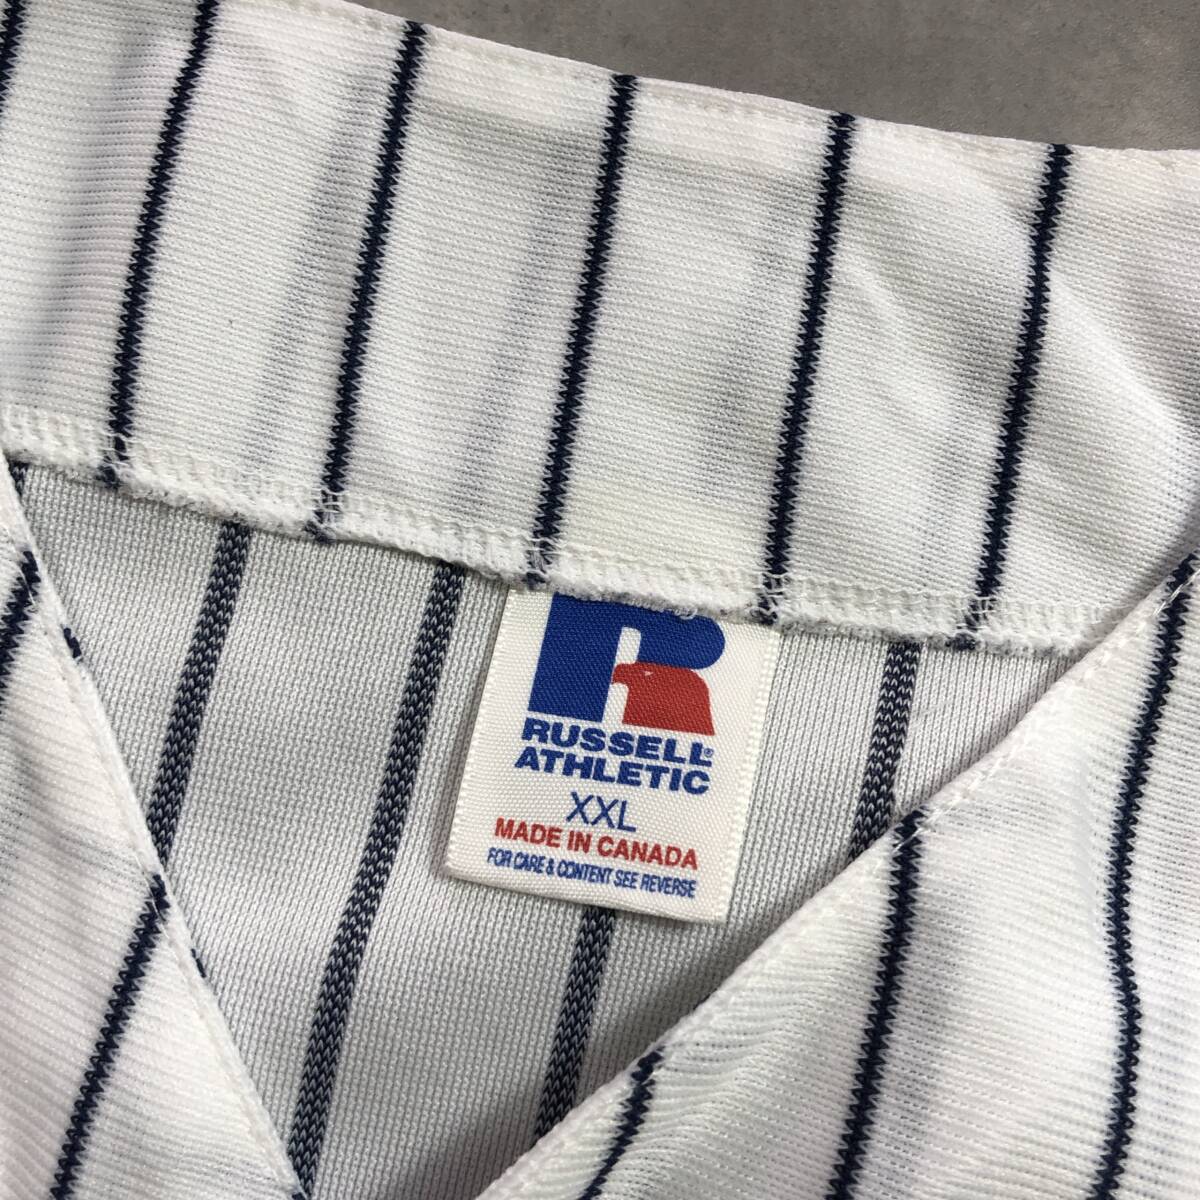 R
RUSSELL®
ATHLETIC
XXL
MADE IN CANADA
FOR CARE & CONTENT SEE REVERSE